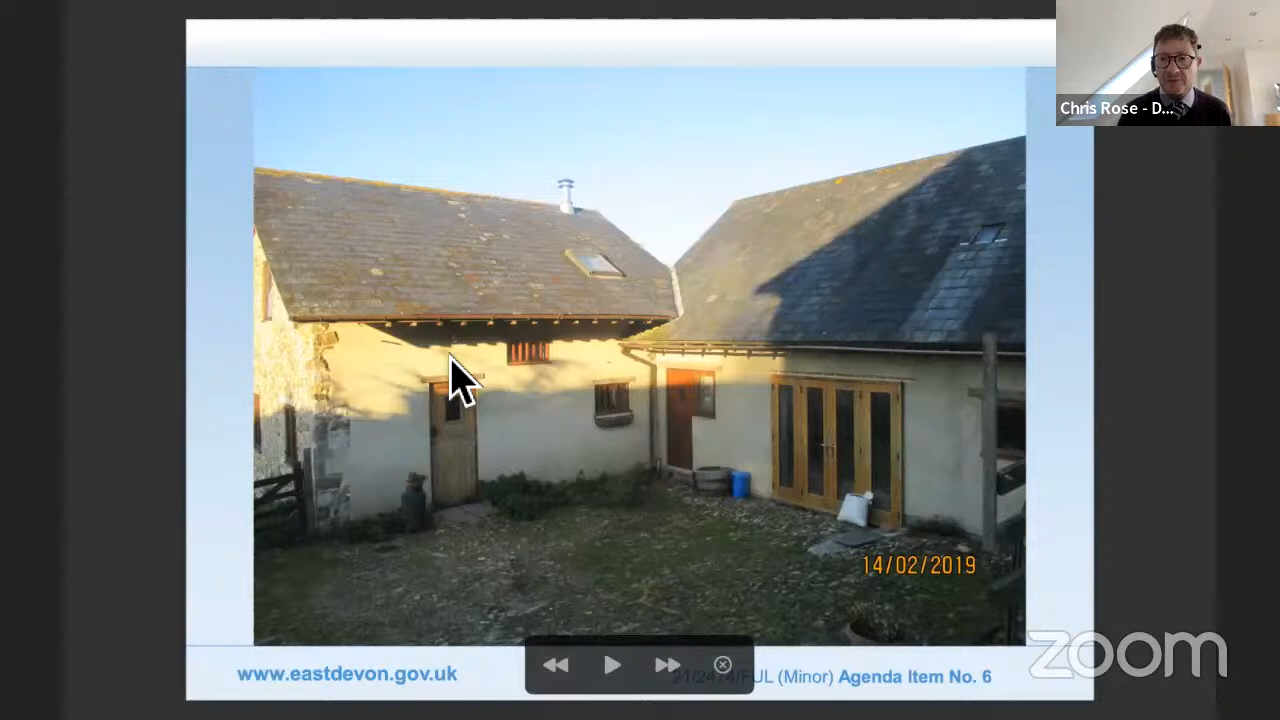 Chris Rose - D...
14/02/2019
zoom
www.eastdevon.gov.uk
/FUL (Minor) Agenda Item No. 6